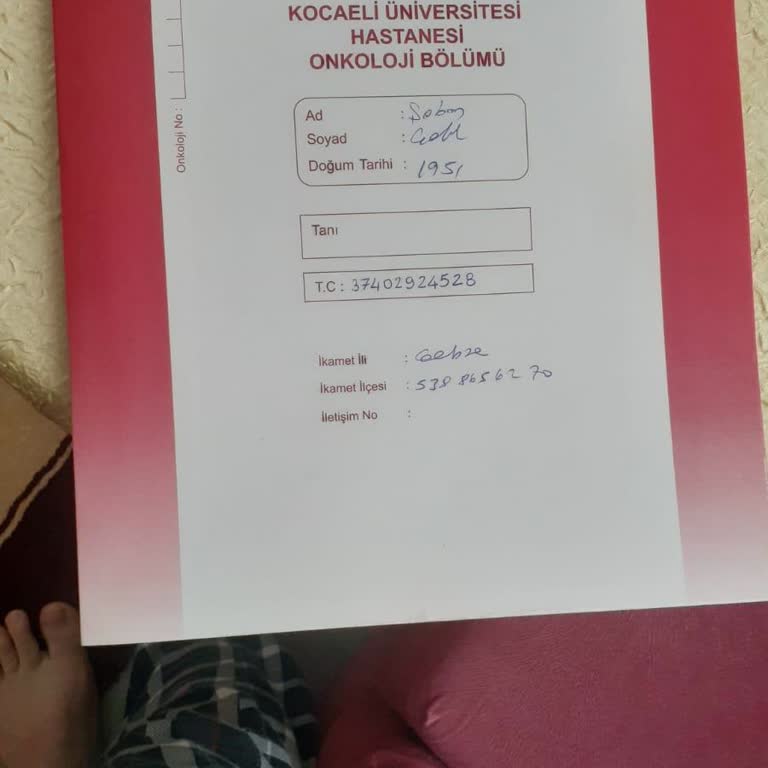 KOCAELİ ÜNİVERSİTESİ
HASTANESİ
ONKOLOJİ BÖLÜMÜ
Onkoloji No :
Ad : Şaban
Soyad :
Doğum Tarihi : 1951
Tanı
T.C : 37402924528
İkamet İli : Gebze
İkamet İlçesi : 538 865 62 70
İletişim No :